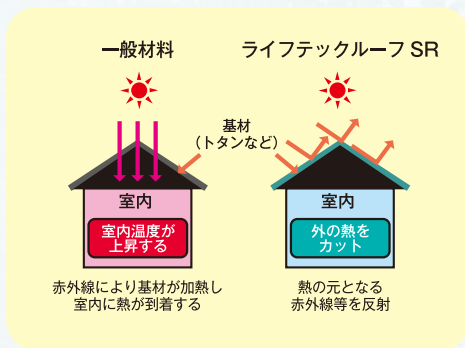 一般材料
ライフテックルーフ SR
基材
(トタンなど)
室内
室内温度が
上昇する
室内
外の熱を
カット
赤外線により基材が加熱し
室内に熱が到着する
熱の元となる
赤外線等を反射